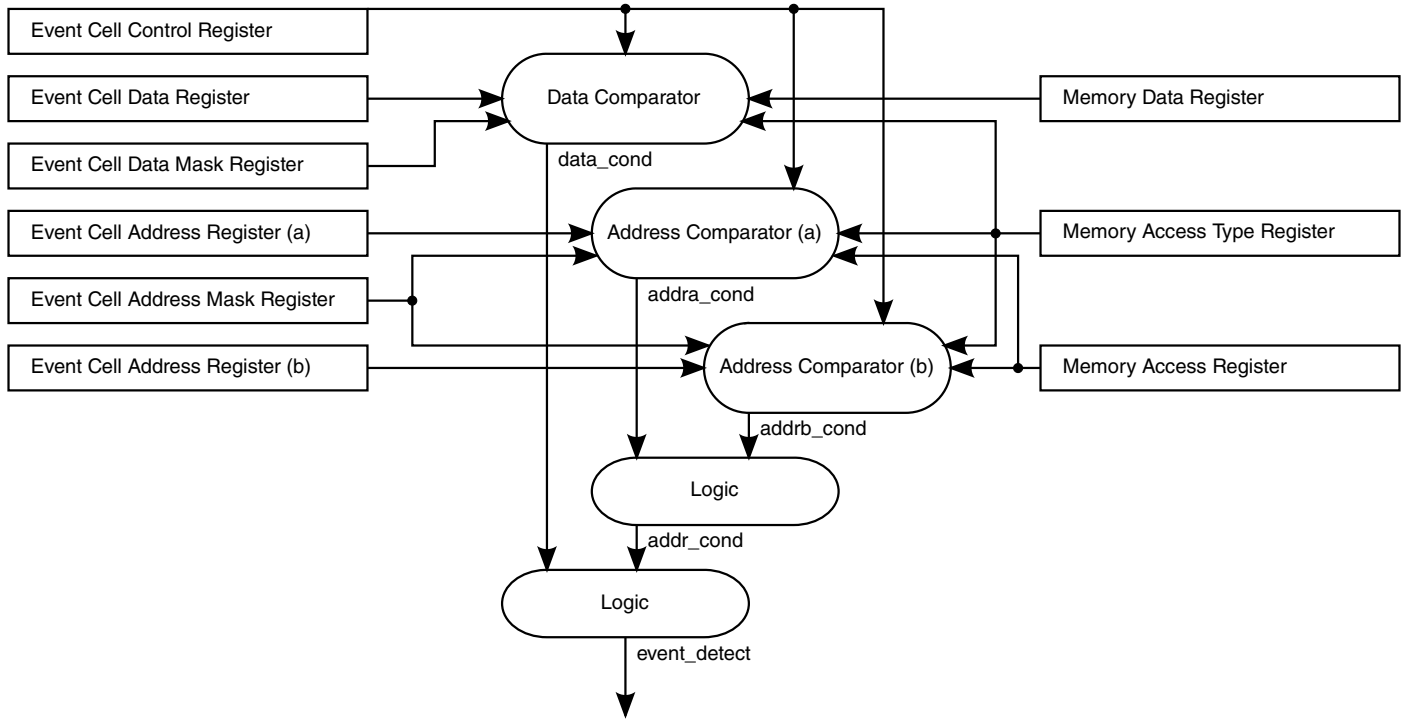 Event Cell Control Register
Event Cell Data Register
Data Comparator
Memory Data Register
Event Cell Data Mask Register
data_cond
Event Cell Address Register (a)
Address Comparator (a)
Memory Access Type Register
Event Cell Address Mask Register
addra_cond
Event Cell Address Register (b)
Address Comparator (b)
Memory Access Register
addrb_cond
Logic
addr_cond
Logic
event_detect